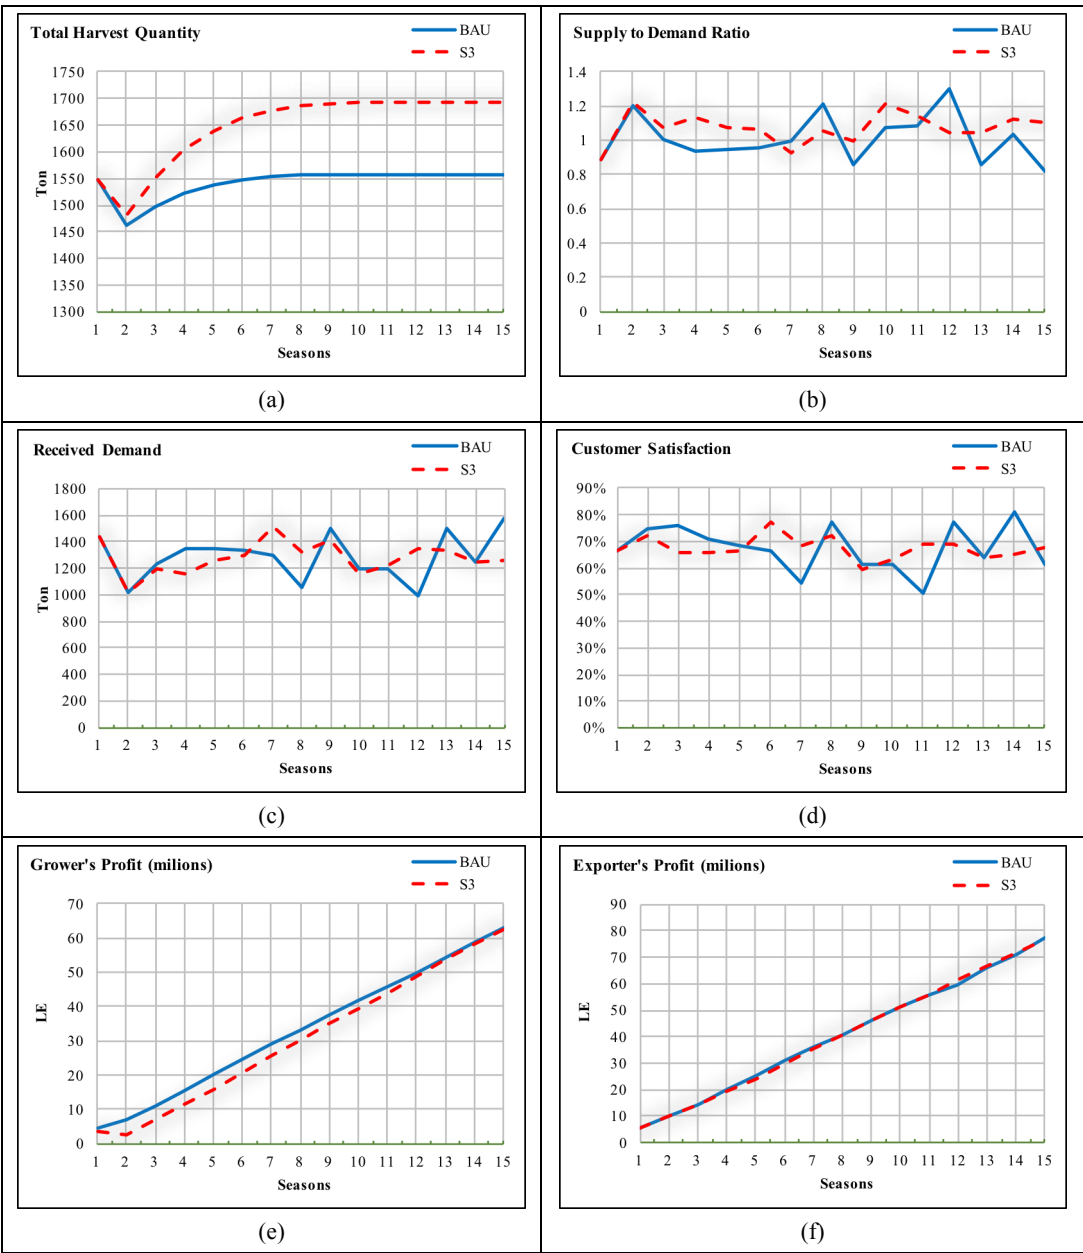 Total Harvest Quantity
BAU
S3
1750
1700
1650
1600
1550
1500
1450
1400
1350
1300
Ton
1 2 3 4 5 6 7 8 9 10 11 12 13 14 15
Seasons
(a)
Supply to Demand Ratio
BAU
S3
1.4
1.2
1
0.8
0.6
0.4
0.2
0
1 2 3 4 5 6 7 8 9 10 11 12 13 14 15
Seasons
(b)
Received Demand
BAU
S3
1800
1600
1400
1200
1000
800
600
400
200
0
Ton
1 2 3 4 5 6 7 8 9 10 11 12 13 14 15
Seasons
(c)
Customer Satisfaction
BAU
S3
90%
80%
70%
60%
50%
40%
30%
20%
10%
0%
1 2 3 4 5 6 7 8 9 10 11 12 13 14 15
Seasons
(d)
Grower's Profit (milions)
BAU
S3
70
60
50
40
30
20
10
0
LE
1 2 3 4 5 6 7 8 9 10 11 12 13 14 15
Seasons
(e)
Exporter's Profit (milions)
BAU
S3
90
80
70
60
50
40
30
20
10
0
LE
1 2 3 4 5 6 7 8 9 10 11 12 13 14 15
Seasons
(f)